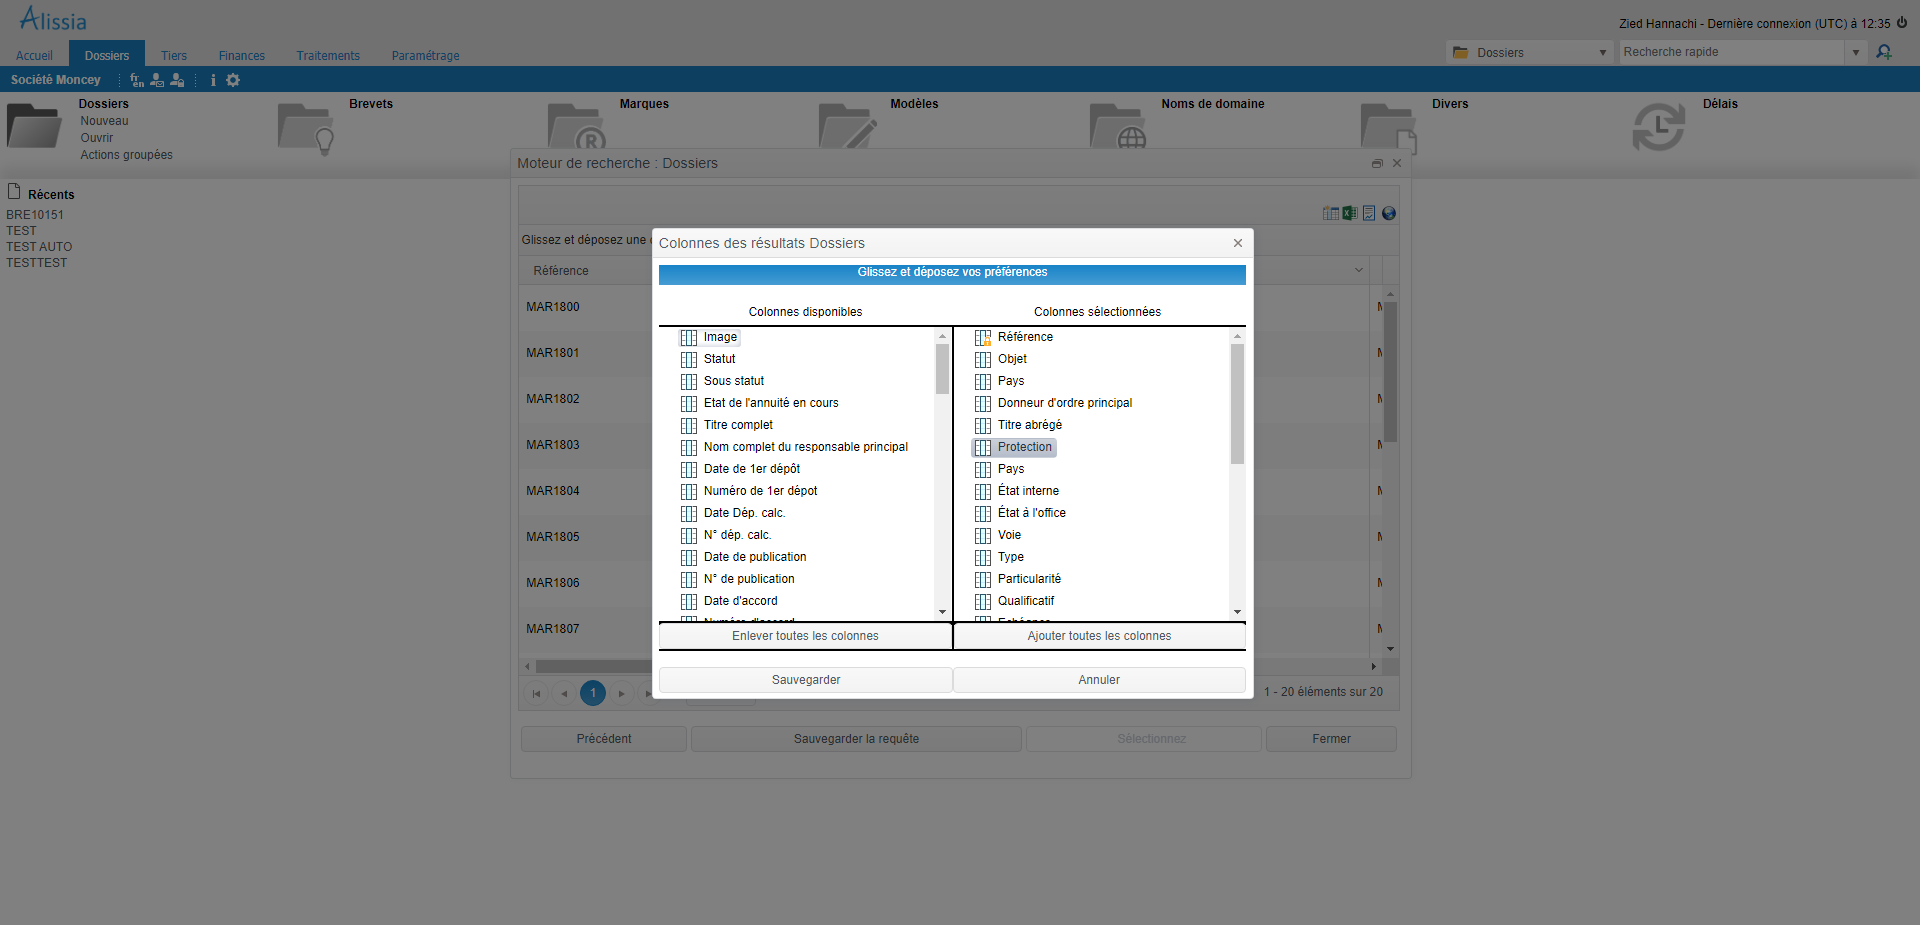 Alissia
Zied Hannachi - Dernière connexion (UTC) à 12:35
Accueil Dossiers Tiers Finances Traitements Paramétrage
Dossiers Recherche rapide
Société Moncey fr en
Dossiers Brevets Marques Modèles Noms de domaine Divers Délais
Nouveau
Ouvrir
Actions groupées
Moteur de recherche : Dossiers
Récents
BRE10151
TEST
TEST AUTO
TESTTEST
Glissez et déposez une
Référence
MAR1800
MAR1801
MAR1802
MAR1803
MAR1804
MAR1805
MAR1806
MAR1807
Colonnes des résultats Dossiers
Glissez et déposez vos préférences
Colonnes disponibles
Image
Statut
Sous statut
Etat de l'annuité en cours
Titre complet
Nom complet du responsable principal
Date de 1er dépôt
Numéro de 1er dépot
Date Dép. calc.
N° dép. calc.
Date de publication
N° de publication
Date d'accord
Numéro d'accord
Enlever toutes les colonnes
Colonnes sélectionnées
Référence
Objet
Pays
Donneur d'ordre principal
Titre abrégé
Protection
Pays
État interne
État à l'office
Voie
Type
Particularité
Qualificatif
Echéance
Ajouter toutes les colonnes
Sauvegarder Annuler
1 1 - 20 éléments sur 20
Précédent Sauvegarder la requête Sélectionnez Fermer